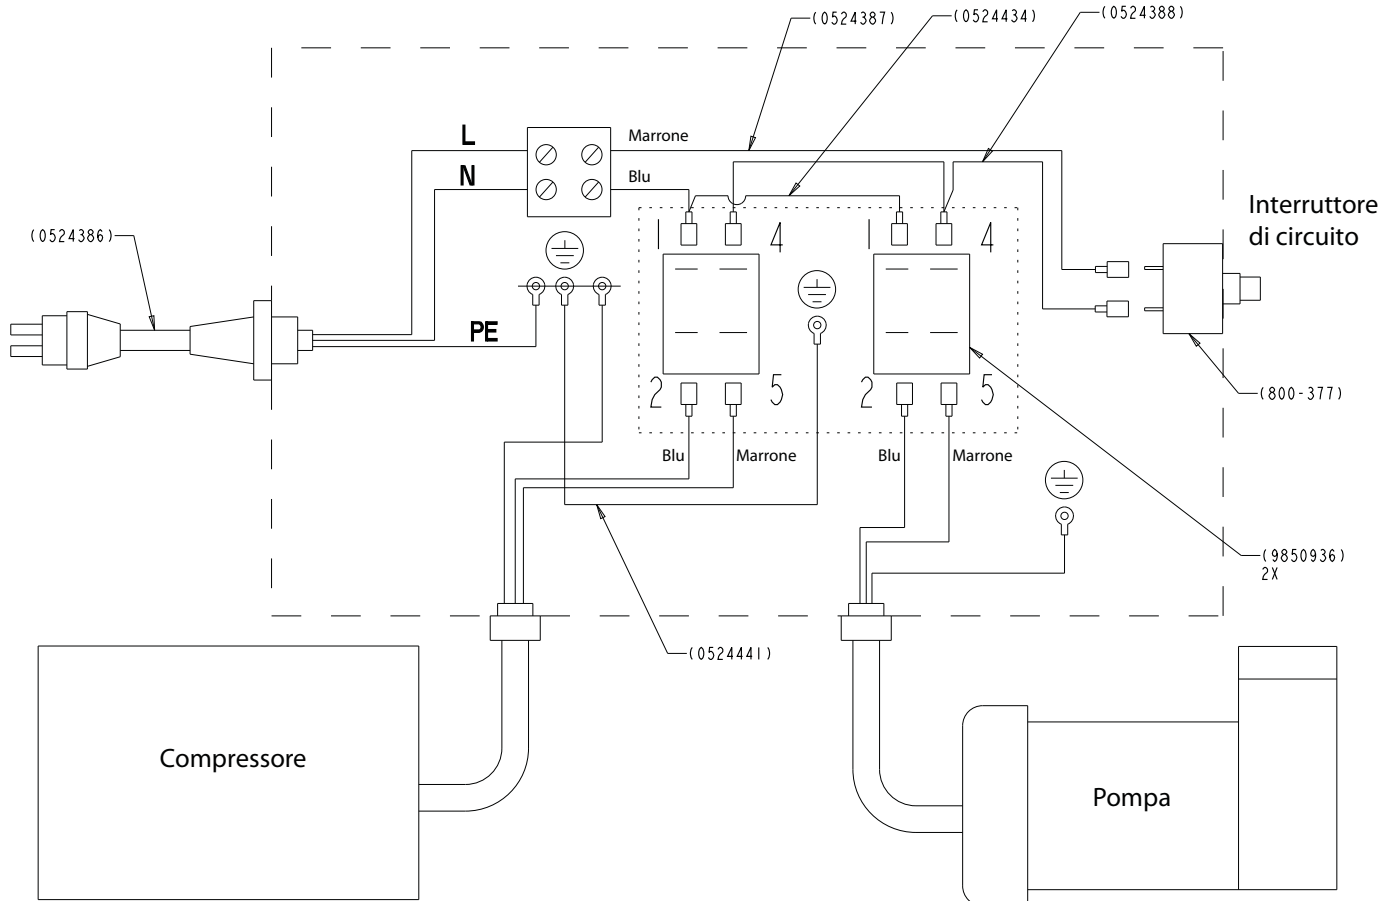 (0524387)
(0524434)
(0524388)
L
Marrone
N
Blu
Interruttore
di circuito
(0524386)
1
4
1
4
PE
2
5
2
5
(800-377)
Blu
Marrone
Blu
Marrone
(9850936)
2X
(0524441)
Compressore
Pompa